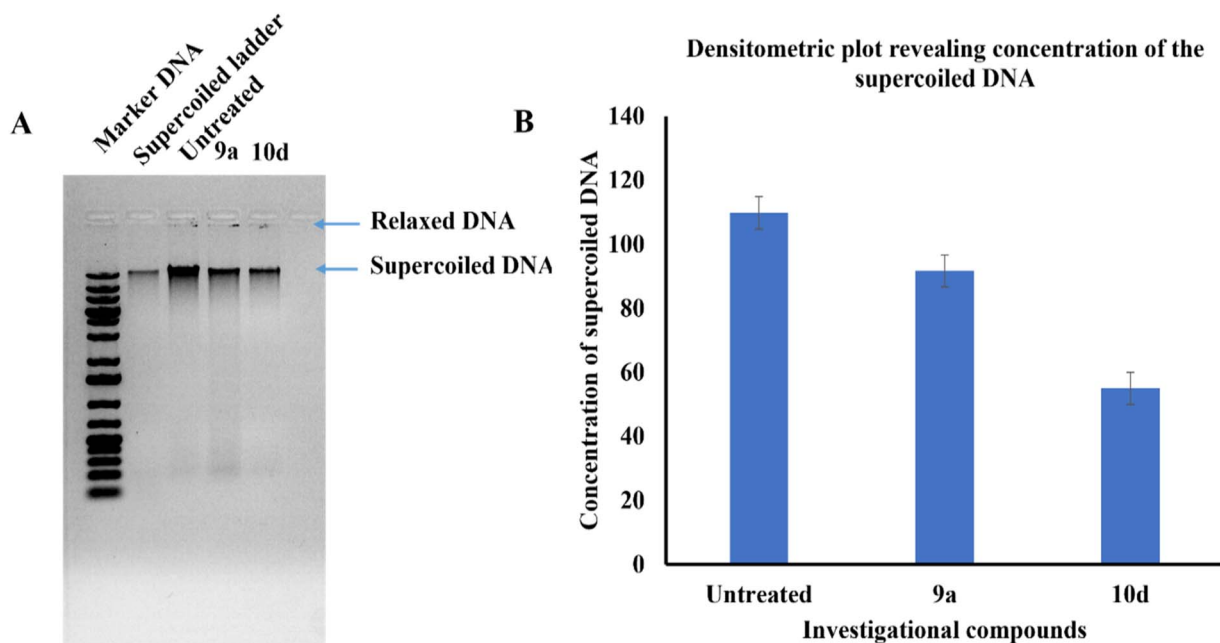 A
Marker DNA
Supercoiled ladder
Untreated
9a
10d
Relaxed DNA
Supercoiled DNA
B
Densitometric plot revealing concentration of the
supercoiled DNA
Concentration of supercoiled DNA
140
120
100
80
60
40
20
0
Untreated 9a 10d
Investigational compounds